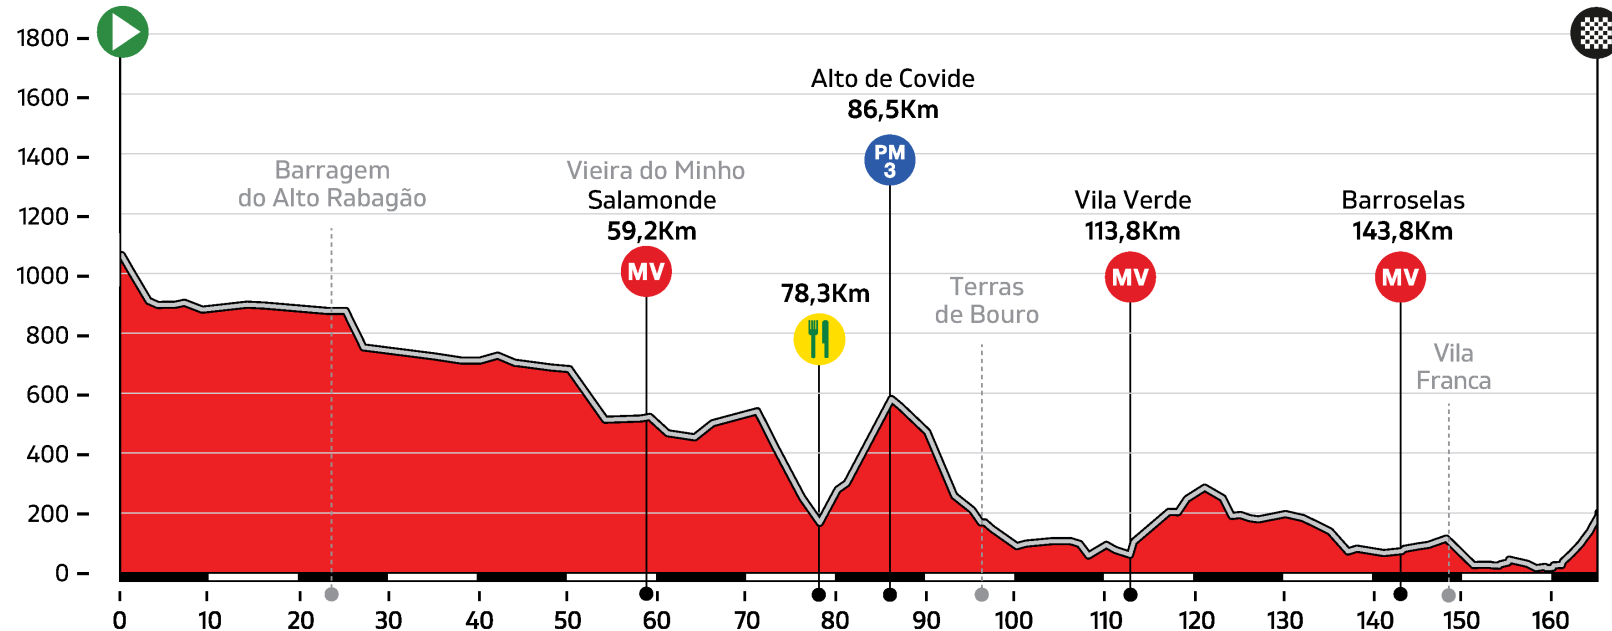 1800
1600
1400
1200
1000
800
600
400
200
0
Barragem
do Alto Rabagão
Vieira do Minho
Salamonde
59,2Km
MV
78,3Km
Alto de Covide
86,5Km
PM
3
Terras
de Bouro
Vila Verde
113,8Km
MV
Barroselas
143,8Km
MV
Vila
Franca
0 10 20 30 40 50 60 70 80 90 100 110 120 130 140 150 160